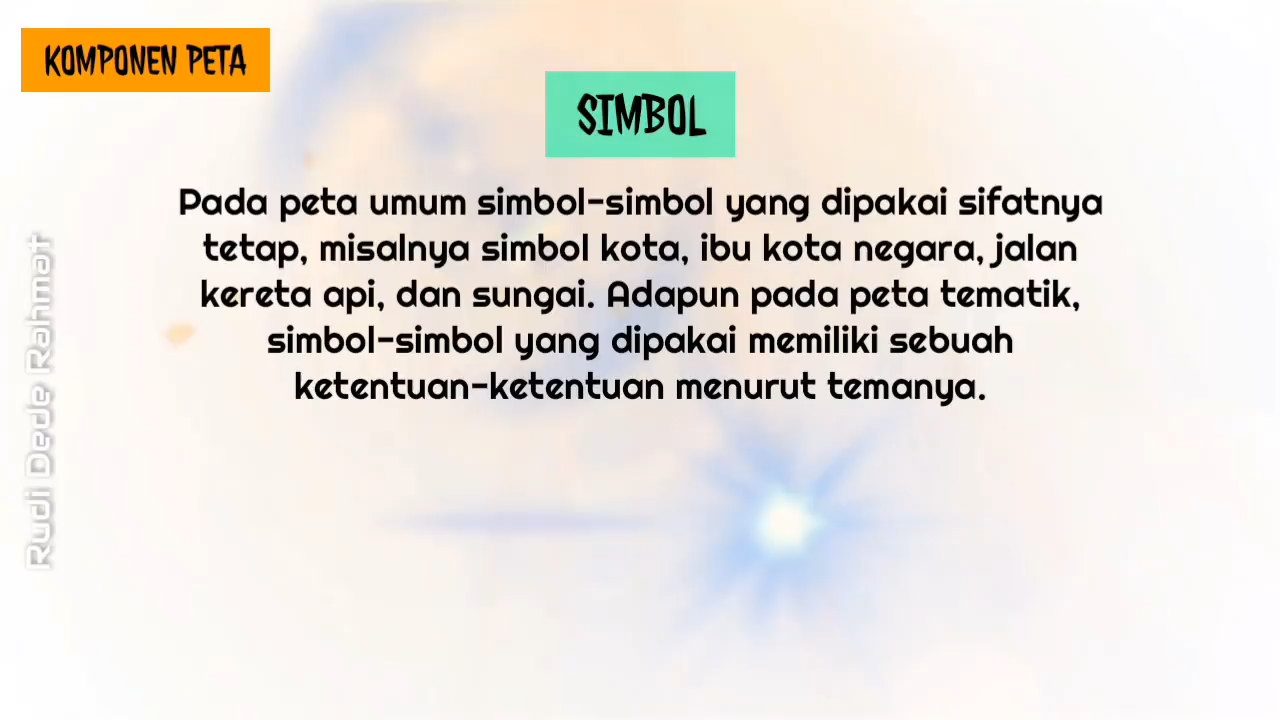 KOMPONEN PETA
SIMBOL
Pada peta umum simbol-simbol yang dipakai sifatnya
tetap, misalnya simbol kota, ibu kota negara, jalan
kereta api, dan sungai. Adapun pada peta tematik,
simbol-simbol yang dipakai memiliki sebuah
ketentuan-ketentuan menurut temanya.
Rudi Dede Rahmat